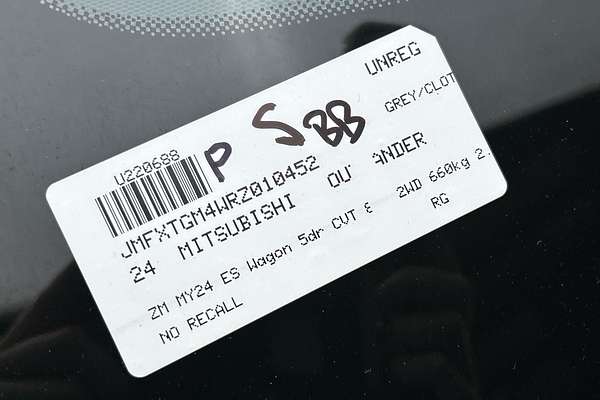 UNREG
U220688
P S BB
GREY/CLOT
JMFXTGM4WRZ010452
24 MITSUBISHI OU ANDER
ZM MY24 ES Wagon 5dr CVT 8 2WD 660kg 2.
NO RECALL RG